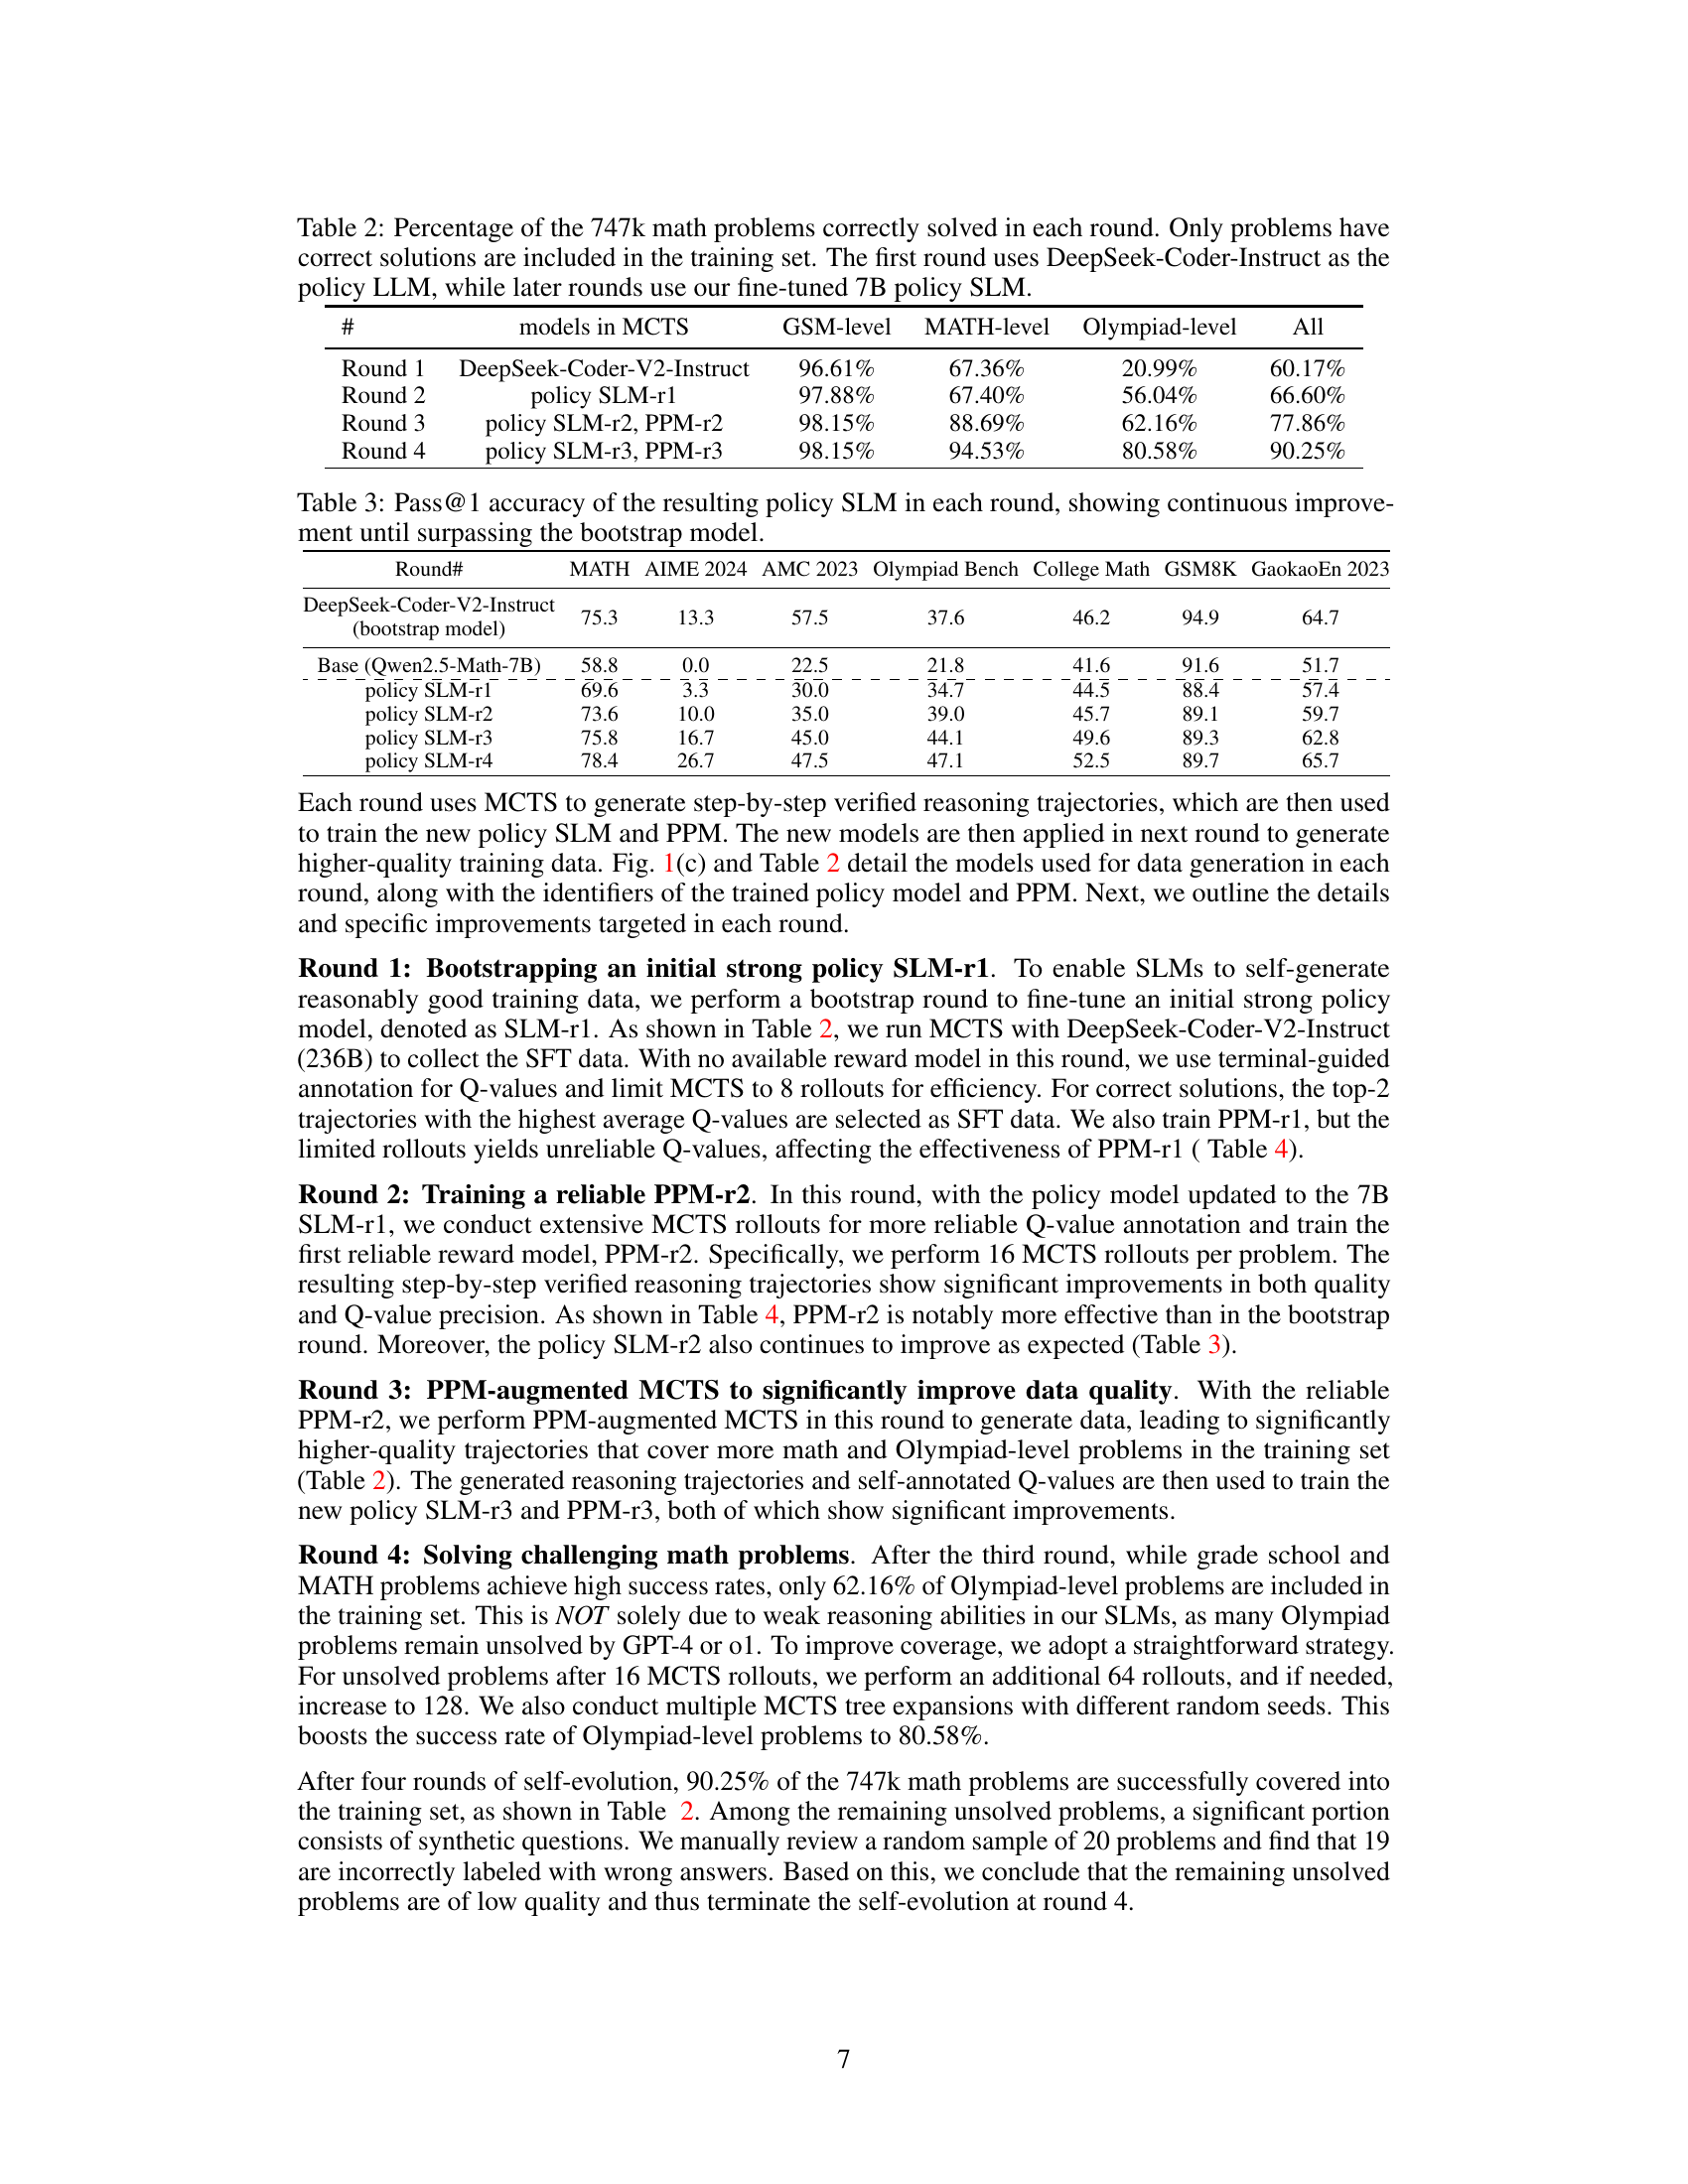 Table 2: Percentage of the 747k math problems correctly solved in each round. Only problems have
correct solutions are included in the training set. The first round uses DeepSeek-Coder-Instruct as the
policy LLM, while later rounds use our fine-tuned 7B policy SLM.
# models in MCTS GSM-level MATH-level Olympiad-level All
Round 1 DeepSeek-Coder-V2-Instruct 96.61% 67.36% 20.99% 60.17%
Round 2 policy SLM-r1 97.88% 67.40% 56.04% 66.60%
Round 3 policy SLM-r2, PPM-r2 98.15% 88.69% 62.16% 77.86%
Round 4 policy SLM-r3, PPM-r3 98.15% 94.53% 80.58% 90.25%
Table 3: Pass@1 accuracy of the resulting policy SLM in each round, showing continuous improve-
ment until surpassing the bootstrap model.
Round# MATH AIME 2024 AMC 2023 Olympiad Bench College Math GSM8K GaokaoEn 2023
DeepSeek-Coder-V2-Instruct
(bootstrap model) 75.3 13.3 57.5 37.6 46.2 94.9 64.7
Base (Qwen2.5-Math-7B) 58.8 0.0 22.5 21.8 41.6 91.6 51.7
policy SLM-r1 69.6 3.3 30.0 34.7 44.5 88.4 57.4
policy SLM-r2 73.6 10.0 35.0 39.0 45.7 89.1 59.7
policy SLM-r3 75.8 16.7 45.0 44.1 49.6 89.3 62.8
policy SLM-r4 78.4 26.7 47.5 47.1 52.5 89.7 65.7
Each round uses MCTS to generate step-by-step verified reasoning trajectories, which are then used
to train the new policy SLM and PPM. The new models are then applied in next round to generate
higher-quality training data. Fig. 1(c) and Table 2 detail the models used for data generation in each
round, along with the identifiers of the trained policy model and PPM. Next, we outline the details
and specific improvements targeted in each round.
Round 1: Bootstrapping an initial strong policy SLM-r1. To enable SLMs to self-generate
reasonably good training data, we perform a bootstrap round to fine-tune an initial strong policy
model, denoted as SLM-r1. As shown in Table 2, we run MCTS with DeepSeek-Coder-V2-Instruct
(236B) to collect the SFT data. With no available reward model in this round, we use terminal-guided
annotation for Q-values and limit MCTS to 8 rollouts for efficiency. For correct solutions, the top-2
trajectories with the highest average Q-values are selected as SFT data. We also train PPM-r1, but the
limited rollouts yields unreliable Q-values, affecting the effectiveness of PPM-r1 ( Table 4).
Round 2: Training a reliable PPM-r2. In this round, with the policy model updated to the 7B
SLM-r1, we conduct extensive MCTS rollouts for more reliable Q-value annotation and train the
first reliable reward model, PPM-r2. Specifically, we perform 16 MCTS rollouts per problem. The
resulting step-by-step verified reasoning trajectories show significant improvements in both quality
and Q-value precision. As shown in Table 4, PPM-r2 is notably more effective than in the bootstrap
round. Moreover, the policy SLM-r2 also continues to improve as expected (Table 3).
Round 3: PPM-augmented MCTS to significantly improve data quality. With the reliable
PPM-r2, we perform PPM-augmented MCTS in this round to generate data, leading to significantly
higher-quality trajectories that cover more math and Olympiad-level problems in the training set
(Table 2). The generated reasoning trajectories and self-annotated Q-values are then used to train the
new policy SLM-r3 and PPM-r3, both of which show significant improvements.
Round 4: Solving challenging math problems. After the third round, while grade school and
MATH problems achieve high success rates, only 62.16% of Olympiad-level problems are included in
the training set. This is NOT solely due to weak reasoning abilities in our SLMs, as many Olympiad
problems remain unsolved by GPT-4 or o1. To improve coverage, we adopt a straightforward strategy.
For unsolved problems after 16 MCTS rollouts, we perform an additional 64 rollouts, and if needed,
increase to 128. We also conduct multiple MCTS tree expansions with different random seeds. This
boosts the success rate of Olympiad-level problems to 80.58%.
After four rounds of self-evolution, 90.25% of the 747k math problems are successfully covered into
the training set, as shown in Table 2. Among the remaining unsolved problems, a significant portion
consists of synthetic questions. We manually review a random sample of 20 problems and find that 19
are incorrectly labeled with wrong answers. Based on this, we conclude that the remaining unsolved
problems are of low quality and thus terminate the self-evolution at round 4.
7